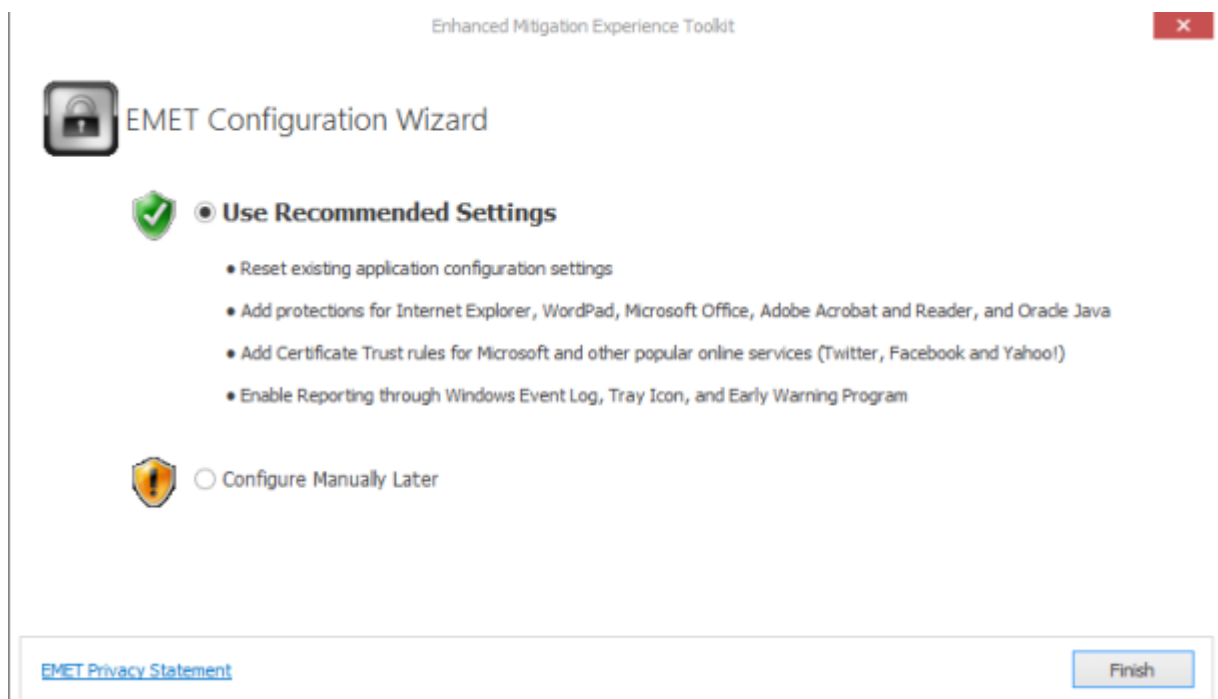 Enhanced Mitigation Experience Toolkit
EMET Configuration Wizard
Use Recommended Settings
• Reset existing application configuration settings
• Add protections for Internet Explorer, WordPad, Microsoft Office, Adobe Acrobat and Reader, and Oracle Java
• Add Certificate Trust rules for Microsoft and other popular online services (Twitter, Facebook and Yahoo!)
• Enable Reporting through Windows Event Log, Tray Icon, and Early Warning Program
Configure Manually Later
EMET Privacy Statement
Finish